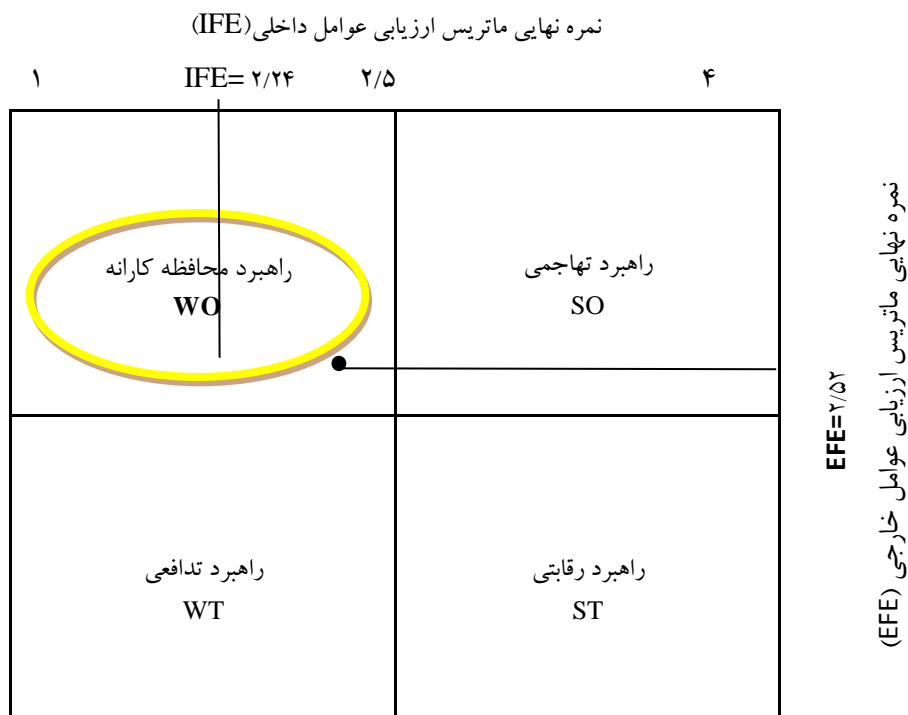 نمره نهایی ماتریس ارزیابی عوامل داخلی(IFE)
۱
IFE= ۲/۲۴
۲/۵
۴
راهبرد محافظه کارانه
WO
راهبرد تهاجمی
SO
راهبرد تدافعی
WT
راهبرد رقابتی
ST
EFE=۲/۵۲
نمره نهایی ماتریس ارزیابی عوامل خارجی (EFE)